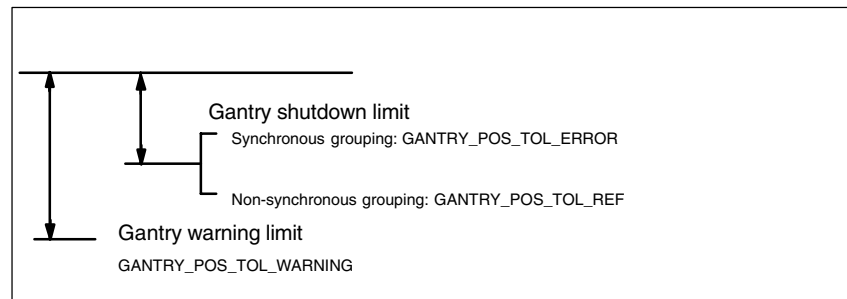 Gantry shutdown limit
Synchronous grouping: GANTRY_POS_TOL_ERROR
Non-synchronous grouping: GANTRY_POS_TOL_REF
Gantry warning limit
GANTRY_POS_TOL_WARNING